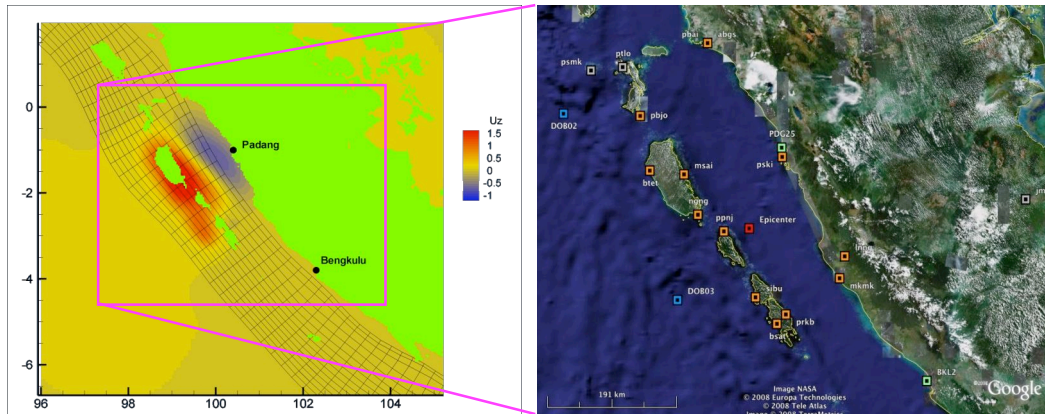 0
-2
-4
-6
96
98
100
102
104
Padang
Bengkulu
Uz
1.5
1
0.5
0
-0.5
-1
pbai
abgs
ptlo
psmk
DOB02
pbjo
PDG25
pski
btet
msai
ngng
ppnj
Epicenter
lnng
mkmk
DOB03
sibu
prkb
bsat
BKL2
191 km
Image NASA
© 2008 Europa Technologies
© 2008 Tele Atlas
Google